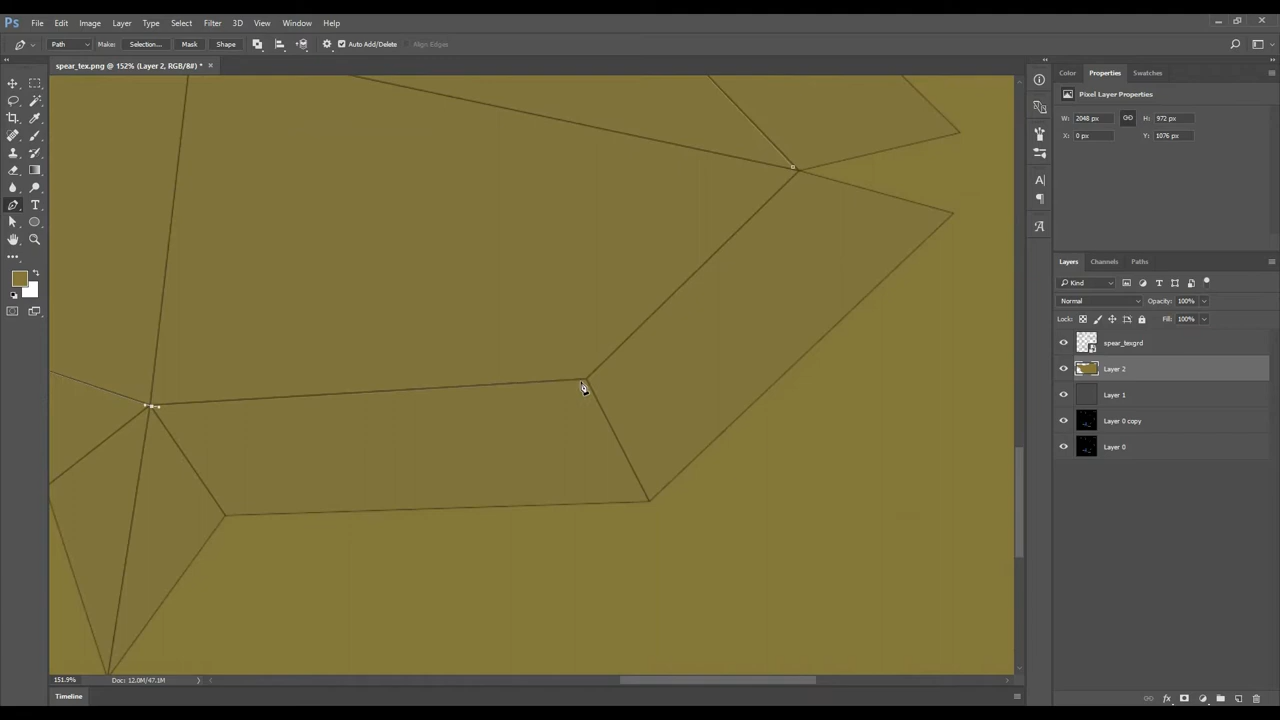 Ps File Edit Image Layer Type Select Filter 3D View Window Help
Path Make: Selection... Mask Shape Auto Add/Delete Align Edges
spear_tex.png @ 152% (Layer 2, RGB/8#) * ×
Color Properties Swatches
Pixel Layer Properties
W: 2048 px H: 972 px
X: 0 px Y: 1076 px
Layers Channels Paths
Kind
Normal Opacity: 100%
Lock: Fill: 100%
spear_texgrd
Layer 2
Layer 1
Layer 0 copy
Layer 0
151.9% Doc: 12.0M/47.1M
Timeline